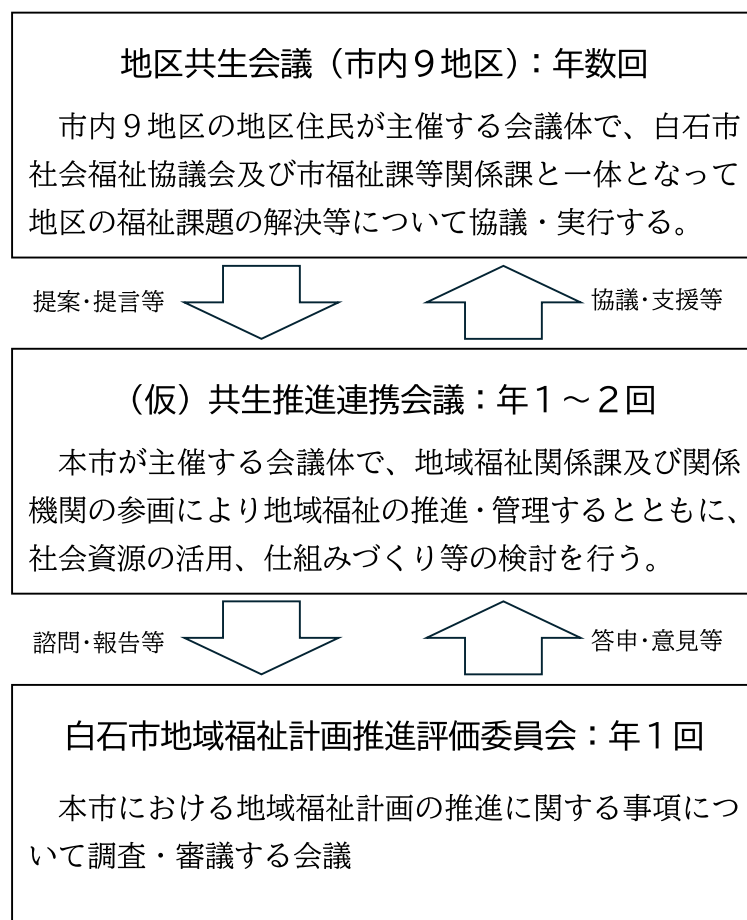 地区共生会議（市内９地区）：年数回
市内９地区の地区住民が主催する会議体で、白石市
社会福祉協議会及び市福祉課等関係課と一体となって
地区の福祉課題の解決等について協議・実行する。
提案･提言等
協議･支援等
（仮）共生推進連携会議：年１～２回
本市が主催する会議体で、地域福祉関係課及び関係
機関の参画により地域福祉の推進･管理するとともに、
社会資源の活用、仕組みづくり等の検討を行う。
諮問･報告等
答申･意見等
白石市地域福祉計画推進評価委員会：年１回
本市における地域福祉計画の推進に関する事項につ
いて調査・審議する会議